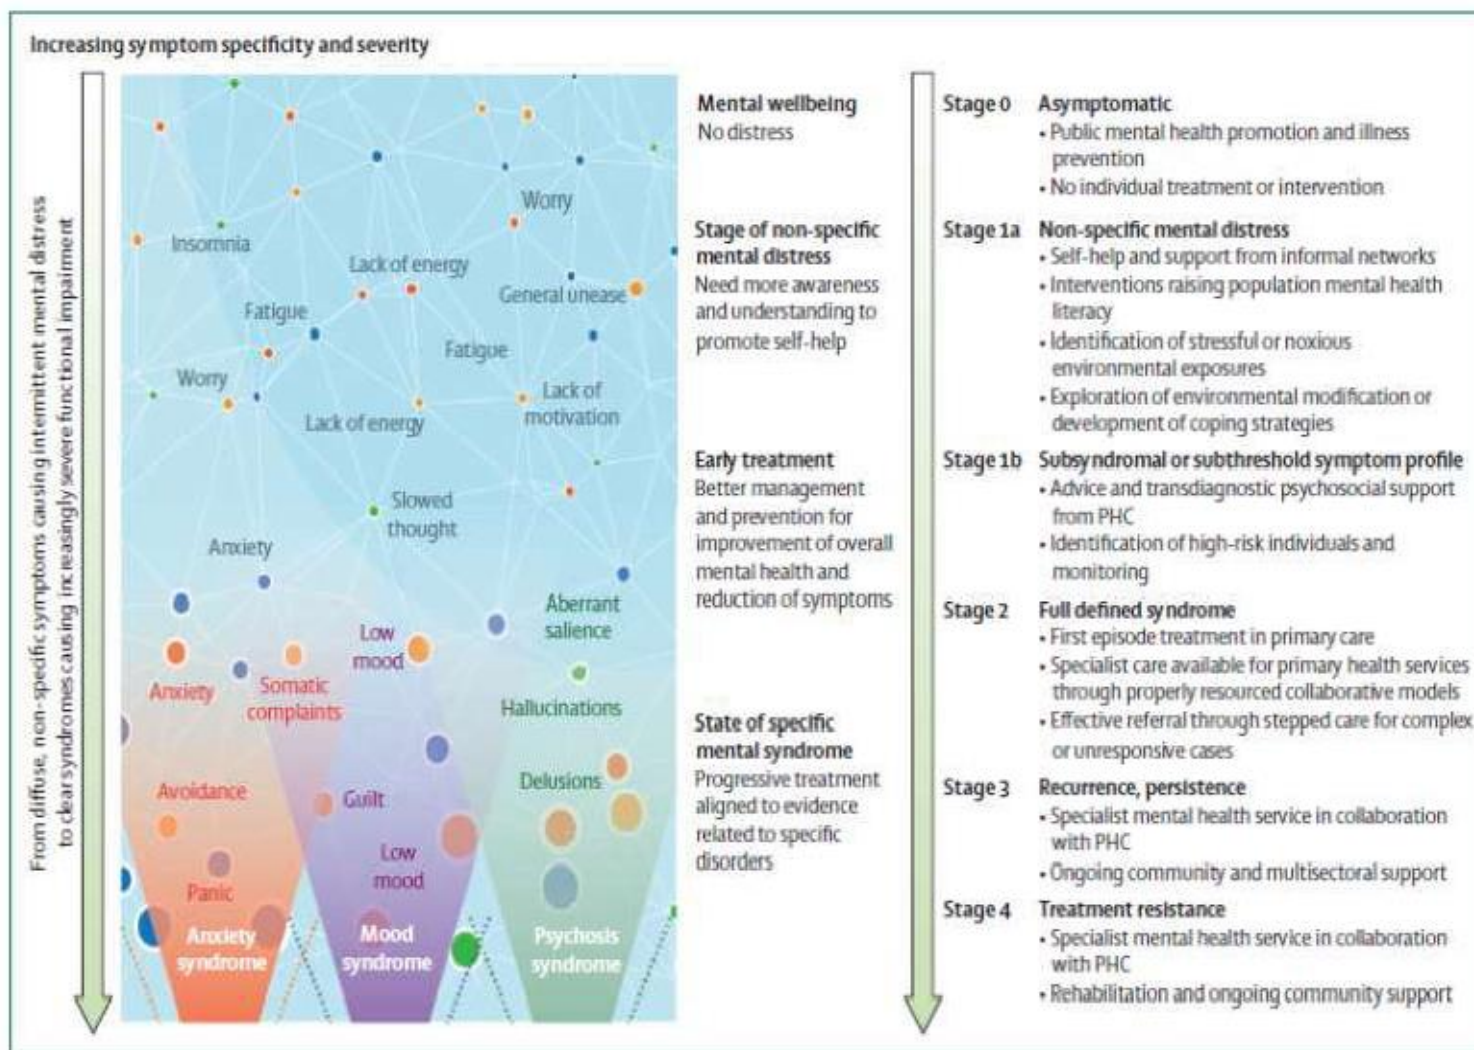 Increasing symptom specificity and severity
From diffuse, non-specific symptoms causing intermittent mental distress
to clear syndromes causing increasingly severe functional impairment
Worry
Insomnia
Lack of energy
General unease
Fatigue
Fatigue
Worry
Lack of
motivation
Lack of energy
Slowed
thought
Anxiety
Aberrant
salience
Low
mood
Anxiety
Somatic
complaints
Hallucinations
Delusions
Avoidance
Guilt
Low
mood
Panic
Anxiety
syndrome
Mood
syndrome
Psychosis
syndrome
Mental wellbeing
No distress
Stage of non-specific
mental distress
Need more awareness
and understanding to
promote self-help
Early treatment
Better management
and prevention for
improvement of overall
mental health and
reduction of symptoms
State of specific
mental syndrome
Progressive treatment
aligned to evidence
related to specific
disorders
Stage 0 Asymptomatic
• Public mental health promotion and illness
prevention
• No individual treatment or intervention
Stage 1a Non-specific mental distress
• Self-help and support from informal networks
• Interventions raising population mental health
literacy
• Identification of stressful or noxious
environmental exposures
• Exploration of environmental modification or
development of coping strategies
Stage 1b Subsyndromal or subthreshold symptom profile
• Advice and transdiagnostic psychosocial support
from PHC
• Identification of high-risk individuals and
monitoring
Stage 2 Full defined syndrome
• First episode treatment in primary care
• Specialist care available for primary health services
through properly resourced collaborative models
• Effective referral through stepped care for complex
or unresponsive cases
Stage 3 Recurrence, persistence
• Specialist mental health service in collaboration
with PHC
• Ongoing community and multisectoral support
Stage 4 Treatment resistance
• Specialist mental health service in collaboration
with PHC
• Rehabilitation and ongoing community support